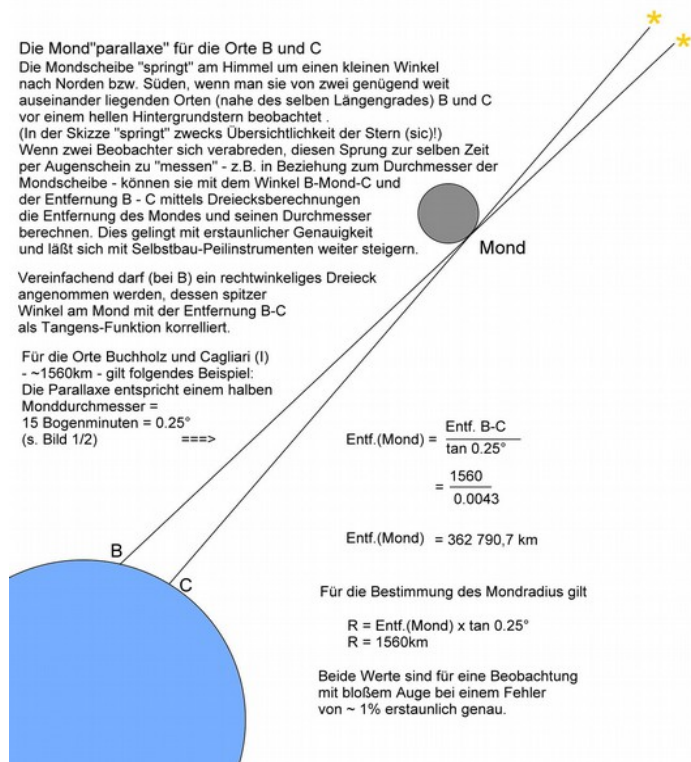 Die Mond"parallaxe" für die Orte B und C
Die Mondscheibe "springt" am Himmel um einen kleinen Winkel
nach Norden bzw. Süden, wenn man sie von zwei genügend weit
auseinander liegenden Orten (nahe des selben Längengrades) B und C
vor einem hellen Hintergrundstern beobachtet .
(In der Skizze "springt" zwecks Übersichtlichkeit der Stern (sic)!)
Wenn zwei Beobachter sich verabreden, diesen Sprung zur selben Zeit
per Augenschein zu "messen" - z.B. in Beziehung zum Durchmesser der
Mondscheibe - können sie mit dem Winkel B-Mond-C und
der Entfernung B - C mittels Dreiecksberechnungen
die Entfernung des Mondes und seinen Durchmesser
berechnen. Dies gelingt mit erstaunlicher Genauigkeit
und läßt sich mit Selbstbau-Peilinstrumenten weiter steigern.
Mond
Vereinfachend darf (bei B) ein rechtwinkeliges Dreieck
angenommen werden, dessen spitzer
Winkel am Mond mit der Entfernung B-C
als Tangens-Funktion korrelliert.
Für die Orte Buchholz und Cagliari (I)
- ~1560km - gilt folgendes Beispiel:
Die Parallaxe entspricht einem halben
Monddurchmesser =
15 Bogenminuten = 0.25°
(s. Bild 1/2) ===>
Entf.(Mond) = Entf. B-C
tan 0.25°
= 1560
0.0043
Entf.(Mond) = 362 790,7 km
B
C
Für die Bestimmung des Mondradius gilt
R = Entf.(Mond) x tan 0.25°
R = 1560km
Beide Werte sind für eine Beobachtung
mit bloßem Auge bei einem Fehler
von ~ 1% erstaunlich genau.